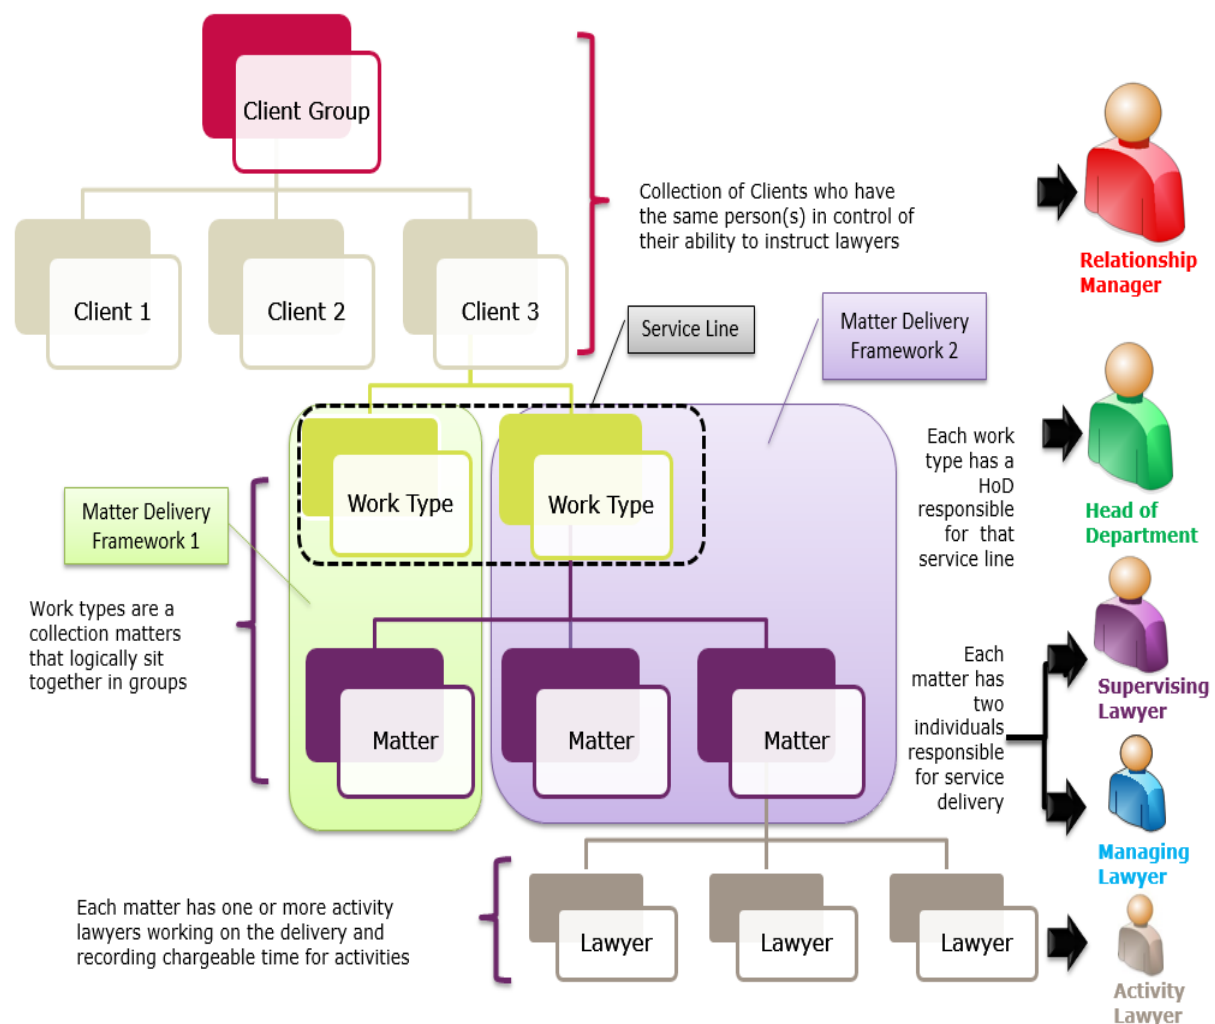 Client Group
Collection of Clients who have
the same person(s) in control of
their ability to instruct lawyers
Relationship
Manager
Client 1
Client 2
Client 3
Service Line
Matter Delivery
Framework 2
Each work
type has a
HoD
responsible
for that
service line
Head of
Department
Matter Delivery
Framework 1
Work Type
Work Type
Work types are a
collection matters
that logically sit
together in groups
Each
matter has
two
individuals
responsible
for service
delivery
Supervising
Lawyer
Matter
Matter
Matter
Managing
Lawyer
Each matter has one or more activity
lawyers working on the delivery and
recording chargeable time for activities
Lawyer
Lawyer
Lawyer
Activity
Lawyer